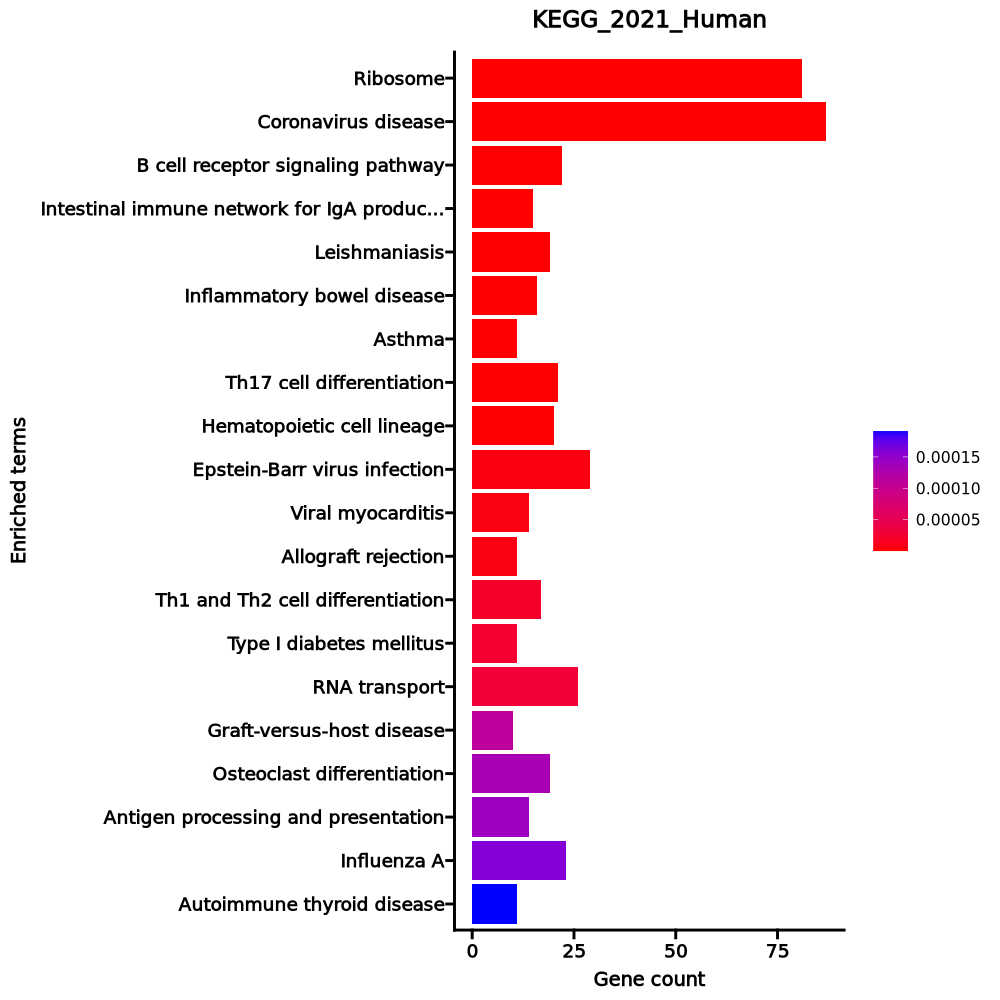 KEGG_2021_Human
Ribosome
Coronavirus disease
B cell receptor signaling pathway
Intestinal immune network for IgA produc...
Leishmaniasis
Inflammatory bowel disease
Asthma
Th17 cell differentiation
Hematopoietic cell lineage
Epstein-Barr virus infection
Viral myocarditis
Allograft rejection
Th1 and Th2 cell differentiation
Type I diabetes mellitus
RNA transport
Graft-versus-host disease
Osteoclast differentiation
Antigen processing and presentation
Influenza A
Autoimmune thyroid disease
Enriched terms
0 25 50 75
Gene count
0.00015
0.00010
0.00005